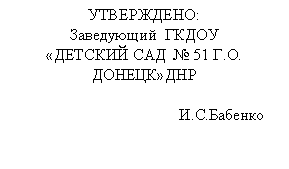 УТВЕРЖДЕНО:
Заведующий ГКДОУ
«ДЕТСКИЙ САД № 51 Г.О.
ДОНЕЦК» ДНР
И.С.Бабенко